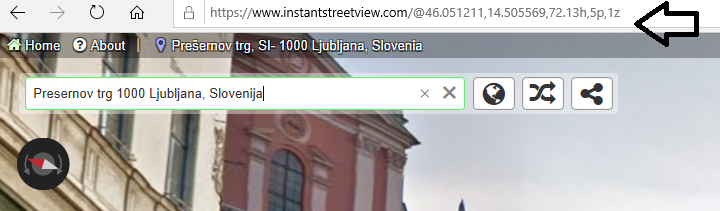 https://www.instantstreetview.com/@46.051211,14.505569,72.13h,5p,1z
Home ? About | Prešernov trg, SI- 1000 Ljubljana, Slovenia
Presernov trg 1000 Ljubljana, Slovenija